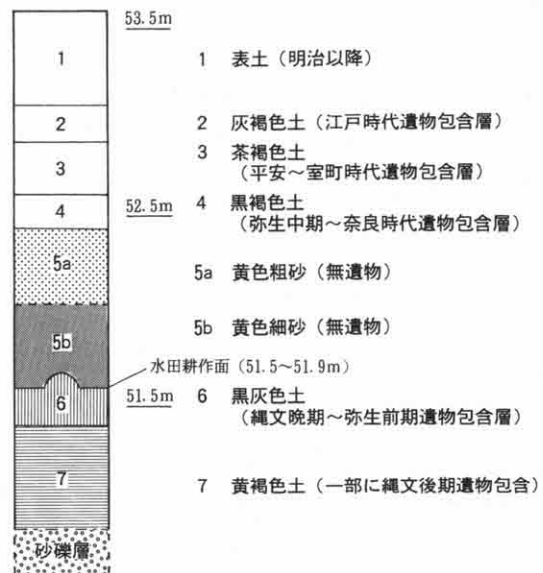 53.5m
1
1 表土（明治以降）
2
2 灰褐色土（江戸時代遺物包含層）
3
3 茶褐色土
（平安～室町時代遺物包含層）
4
52.5m
4 黒褐色土
（弥生中期～奈良時代遺物包含層）
5a
5a 黄色粗砂（無遺物）
5b
5b 黄色細砂（無遺物）
水田耕作面（51.5～51.9m）
6
51.5m
6 黒灰色土
（縄文晩期～弥生前期遺物包含層）
7
7 黄褐色土（一部に縄文後期遺物包含）
砂礫層